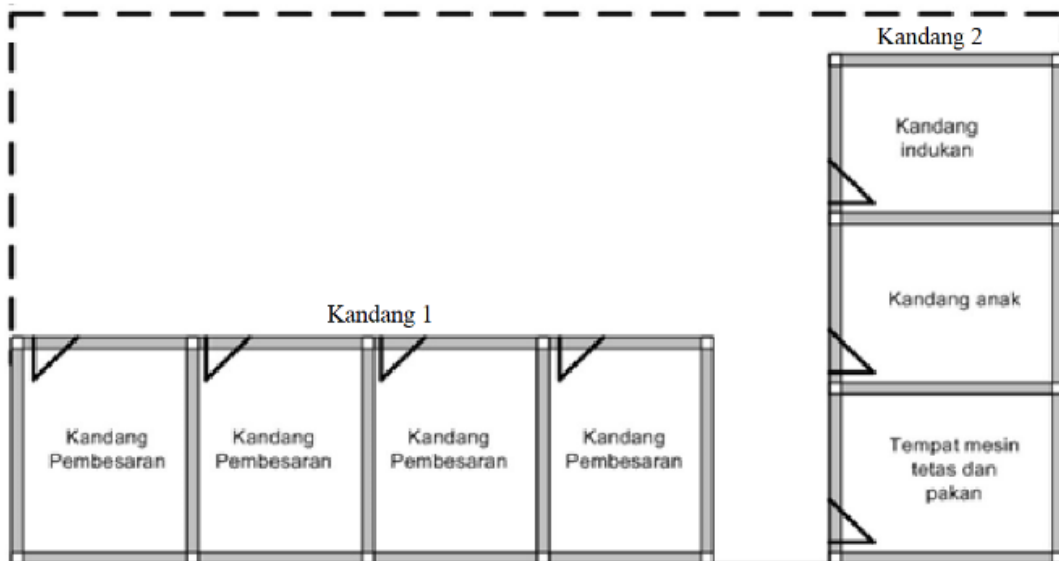 Kandang 2
Kandang
indukan
Kandang anak
Kandang 1
Kandang
Pembesaran
Kandang
Pembesaran
Kandang
Pembesaran
Kandang
Pembesaran
Tempat mesin
tetas dan
pakan